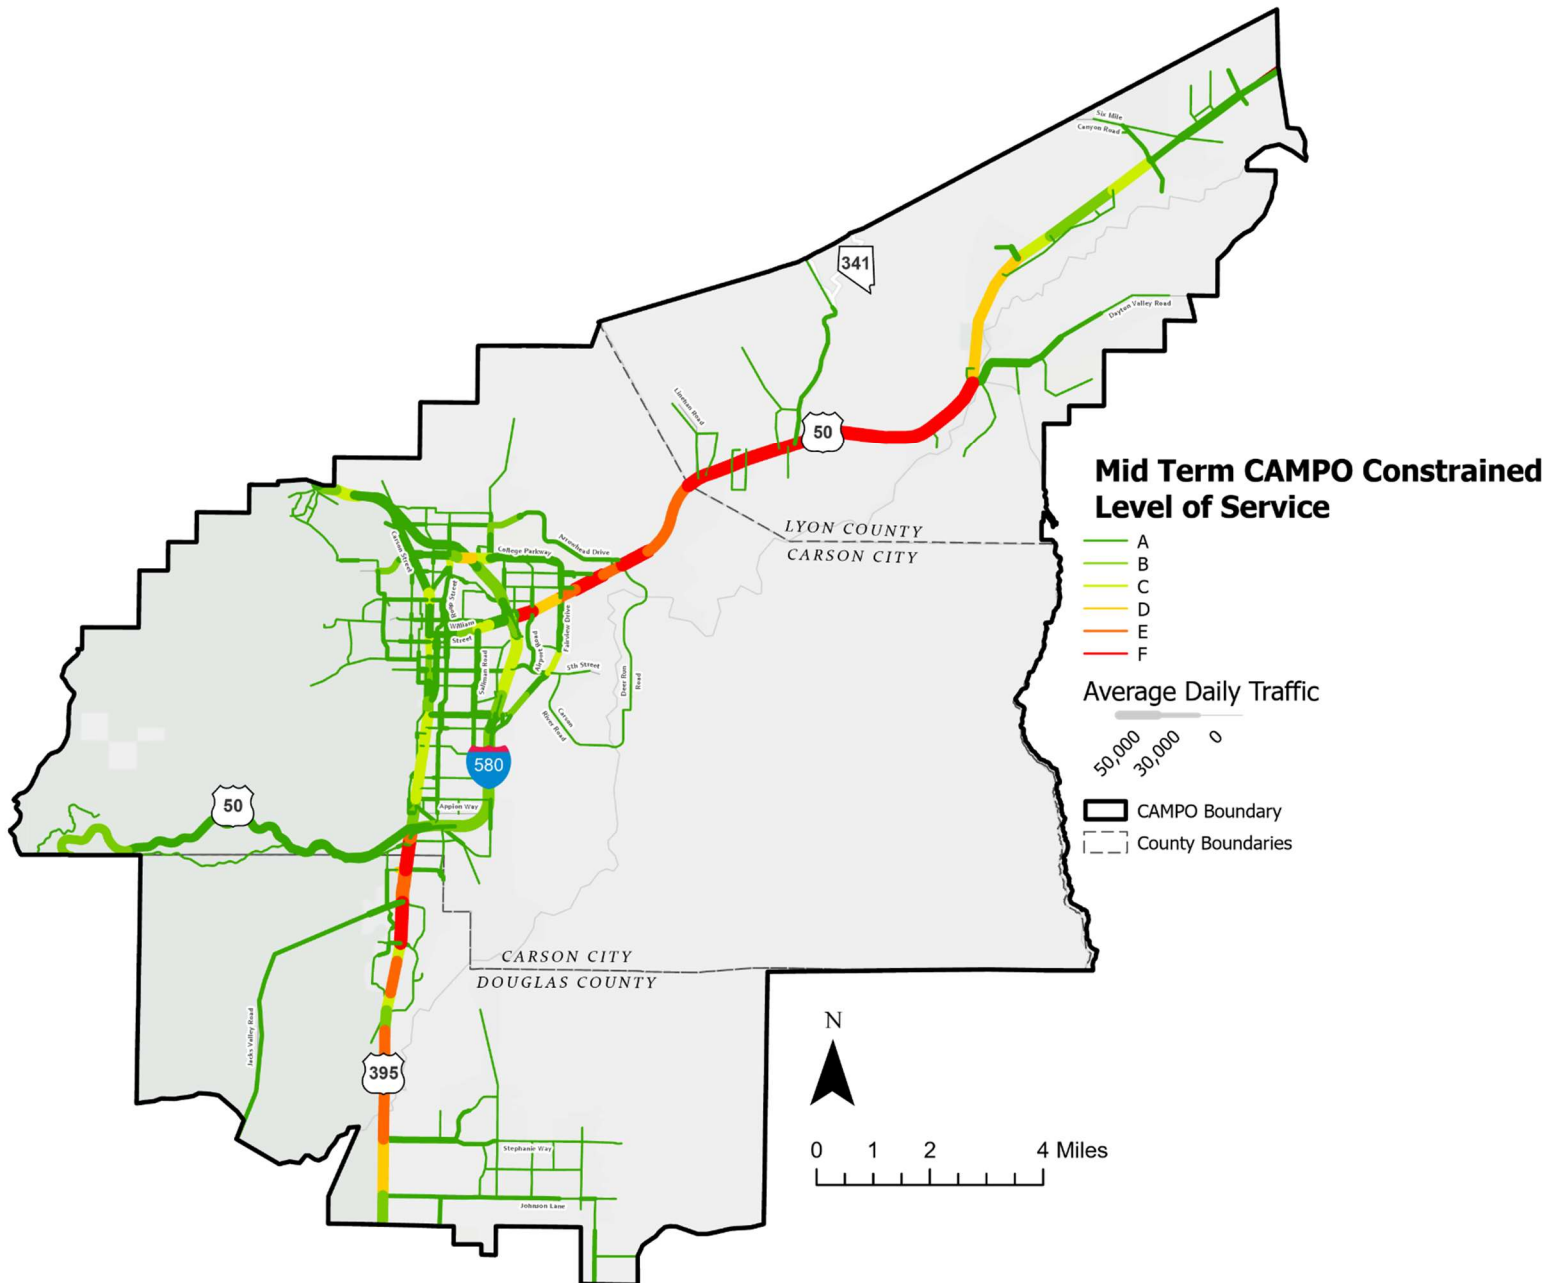 Six Mile
Canyon Road
341
Dayton Valley Road
Linehan Road
50
Mid Term CAMPO Constrained
Level of Service
LYON COUNTY
CARSON CITY
A
B
C
D
E
F
Arrowhead Drive
College Parkway
Carson Street
Roop Street
William
Street
Fairview Drive
Airport Road
5th Street
Saliman Road
Deer Run
Road
Carson
River Road
Average Daily Traffic
50,000
30,000
0
580
50
Appion Way
CAMPO Boundary
County Boundaries
CARSON CITY
DOUGLAS COUNTY
Jacks Valley Road
N
395
0 1 2 4 Miles
Stephanie Way
Johnson Lane